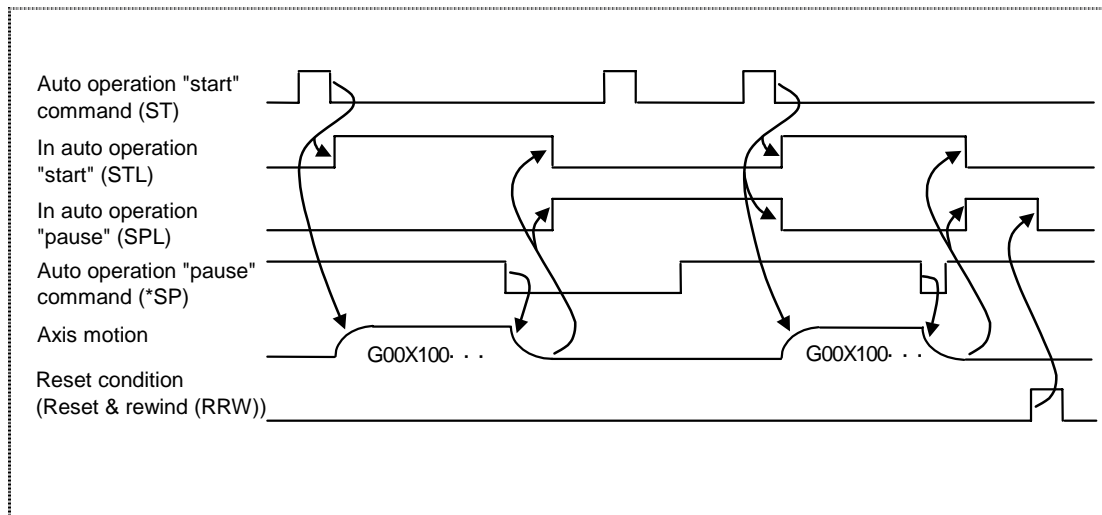 Auto operation "start"
command (ST)
In auto operation
"start" (STL)
In auto operation
"pause" (SPL)
Auto operation "pause"
command (*SP)
Axis motion
G00X100· · ·
G00X100· · ·
Reset condition
(Reset & rewind (RRW))